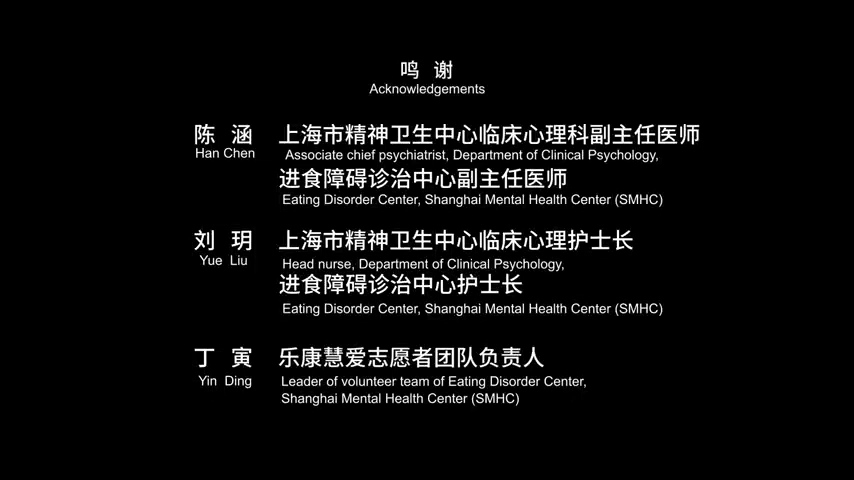 鸣 谢
Acknowledgements
陈 涵 上海市精神卫生中心临床心理科副主任医师
Han Chen Associate chief psychiatrist, Department of Clinical Psychology,
进食障碍诊治中心副主任医师
Eating Disorder Center, Shanghai Mental Health Center (SMHC)
刘 玥 上海市精神卫生中心临床心理护士长
Yue Liu Head nurse, Department of Clinical Psychology,
进食障碍诊治中心护士长
Eating Disorder Center, Shanghai Mental Health Center (SMHC)
丁 寅 乐康慧爱志愿者团队负责人
Yin Ding Leader of volunteer team of Eating Disorder Center,
Shanghai Mental Health Center (SMHC)